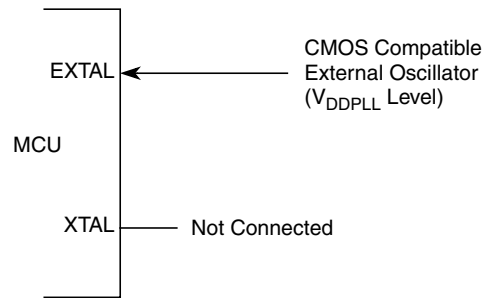 EXTAL
CMOS Compatible
External Oscillator
(VDDPLL Level)
MCU
XTAL
Not Connected